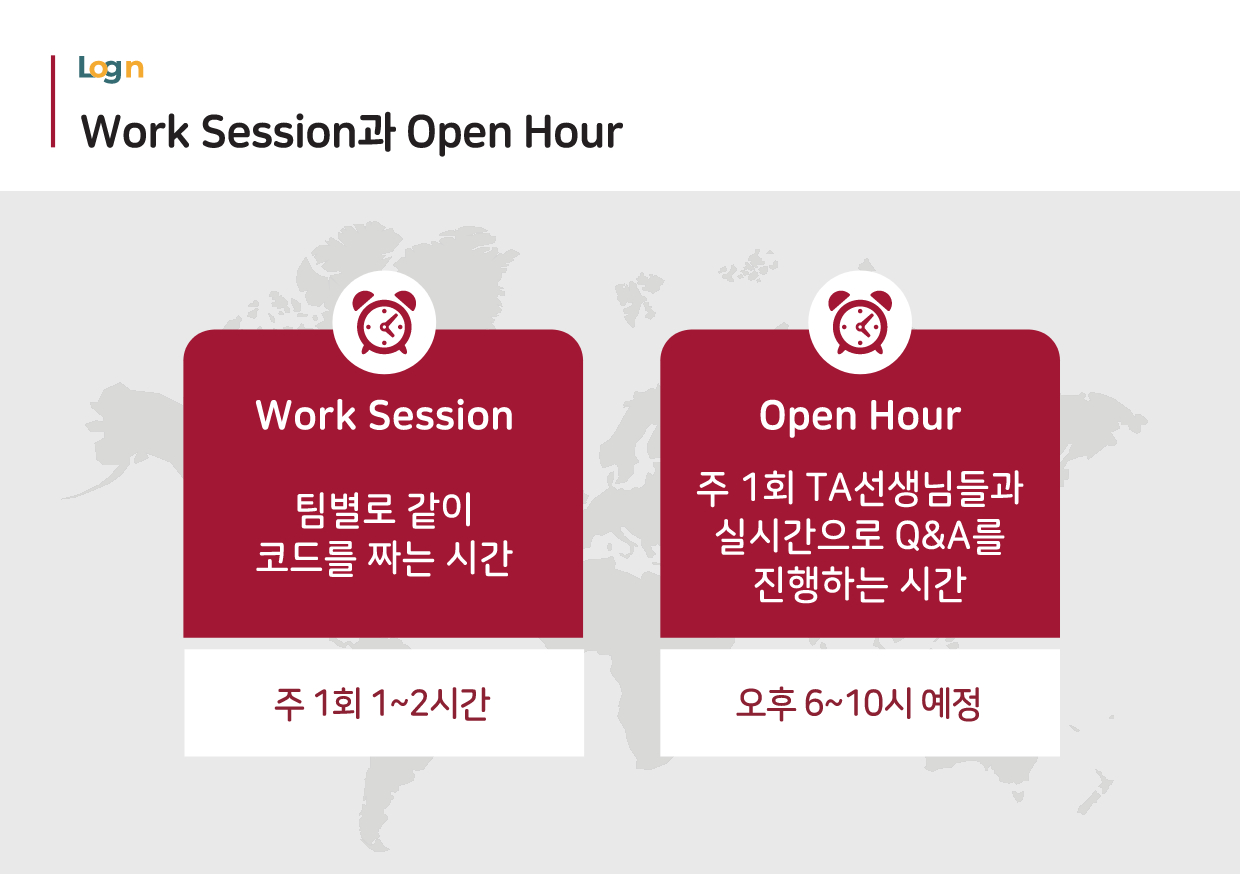 Logn
Work Session과 Open Hour
Work Session
팀별로 같이
코드를 짜는 시간
주 1회 1~2시간
Open Hour
주 1회 TA선생님들과
실시간으로 Q&A를
진행하는 시간
오후 6~10시 예정